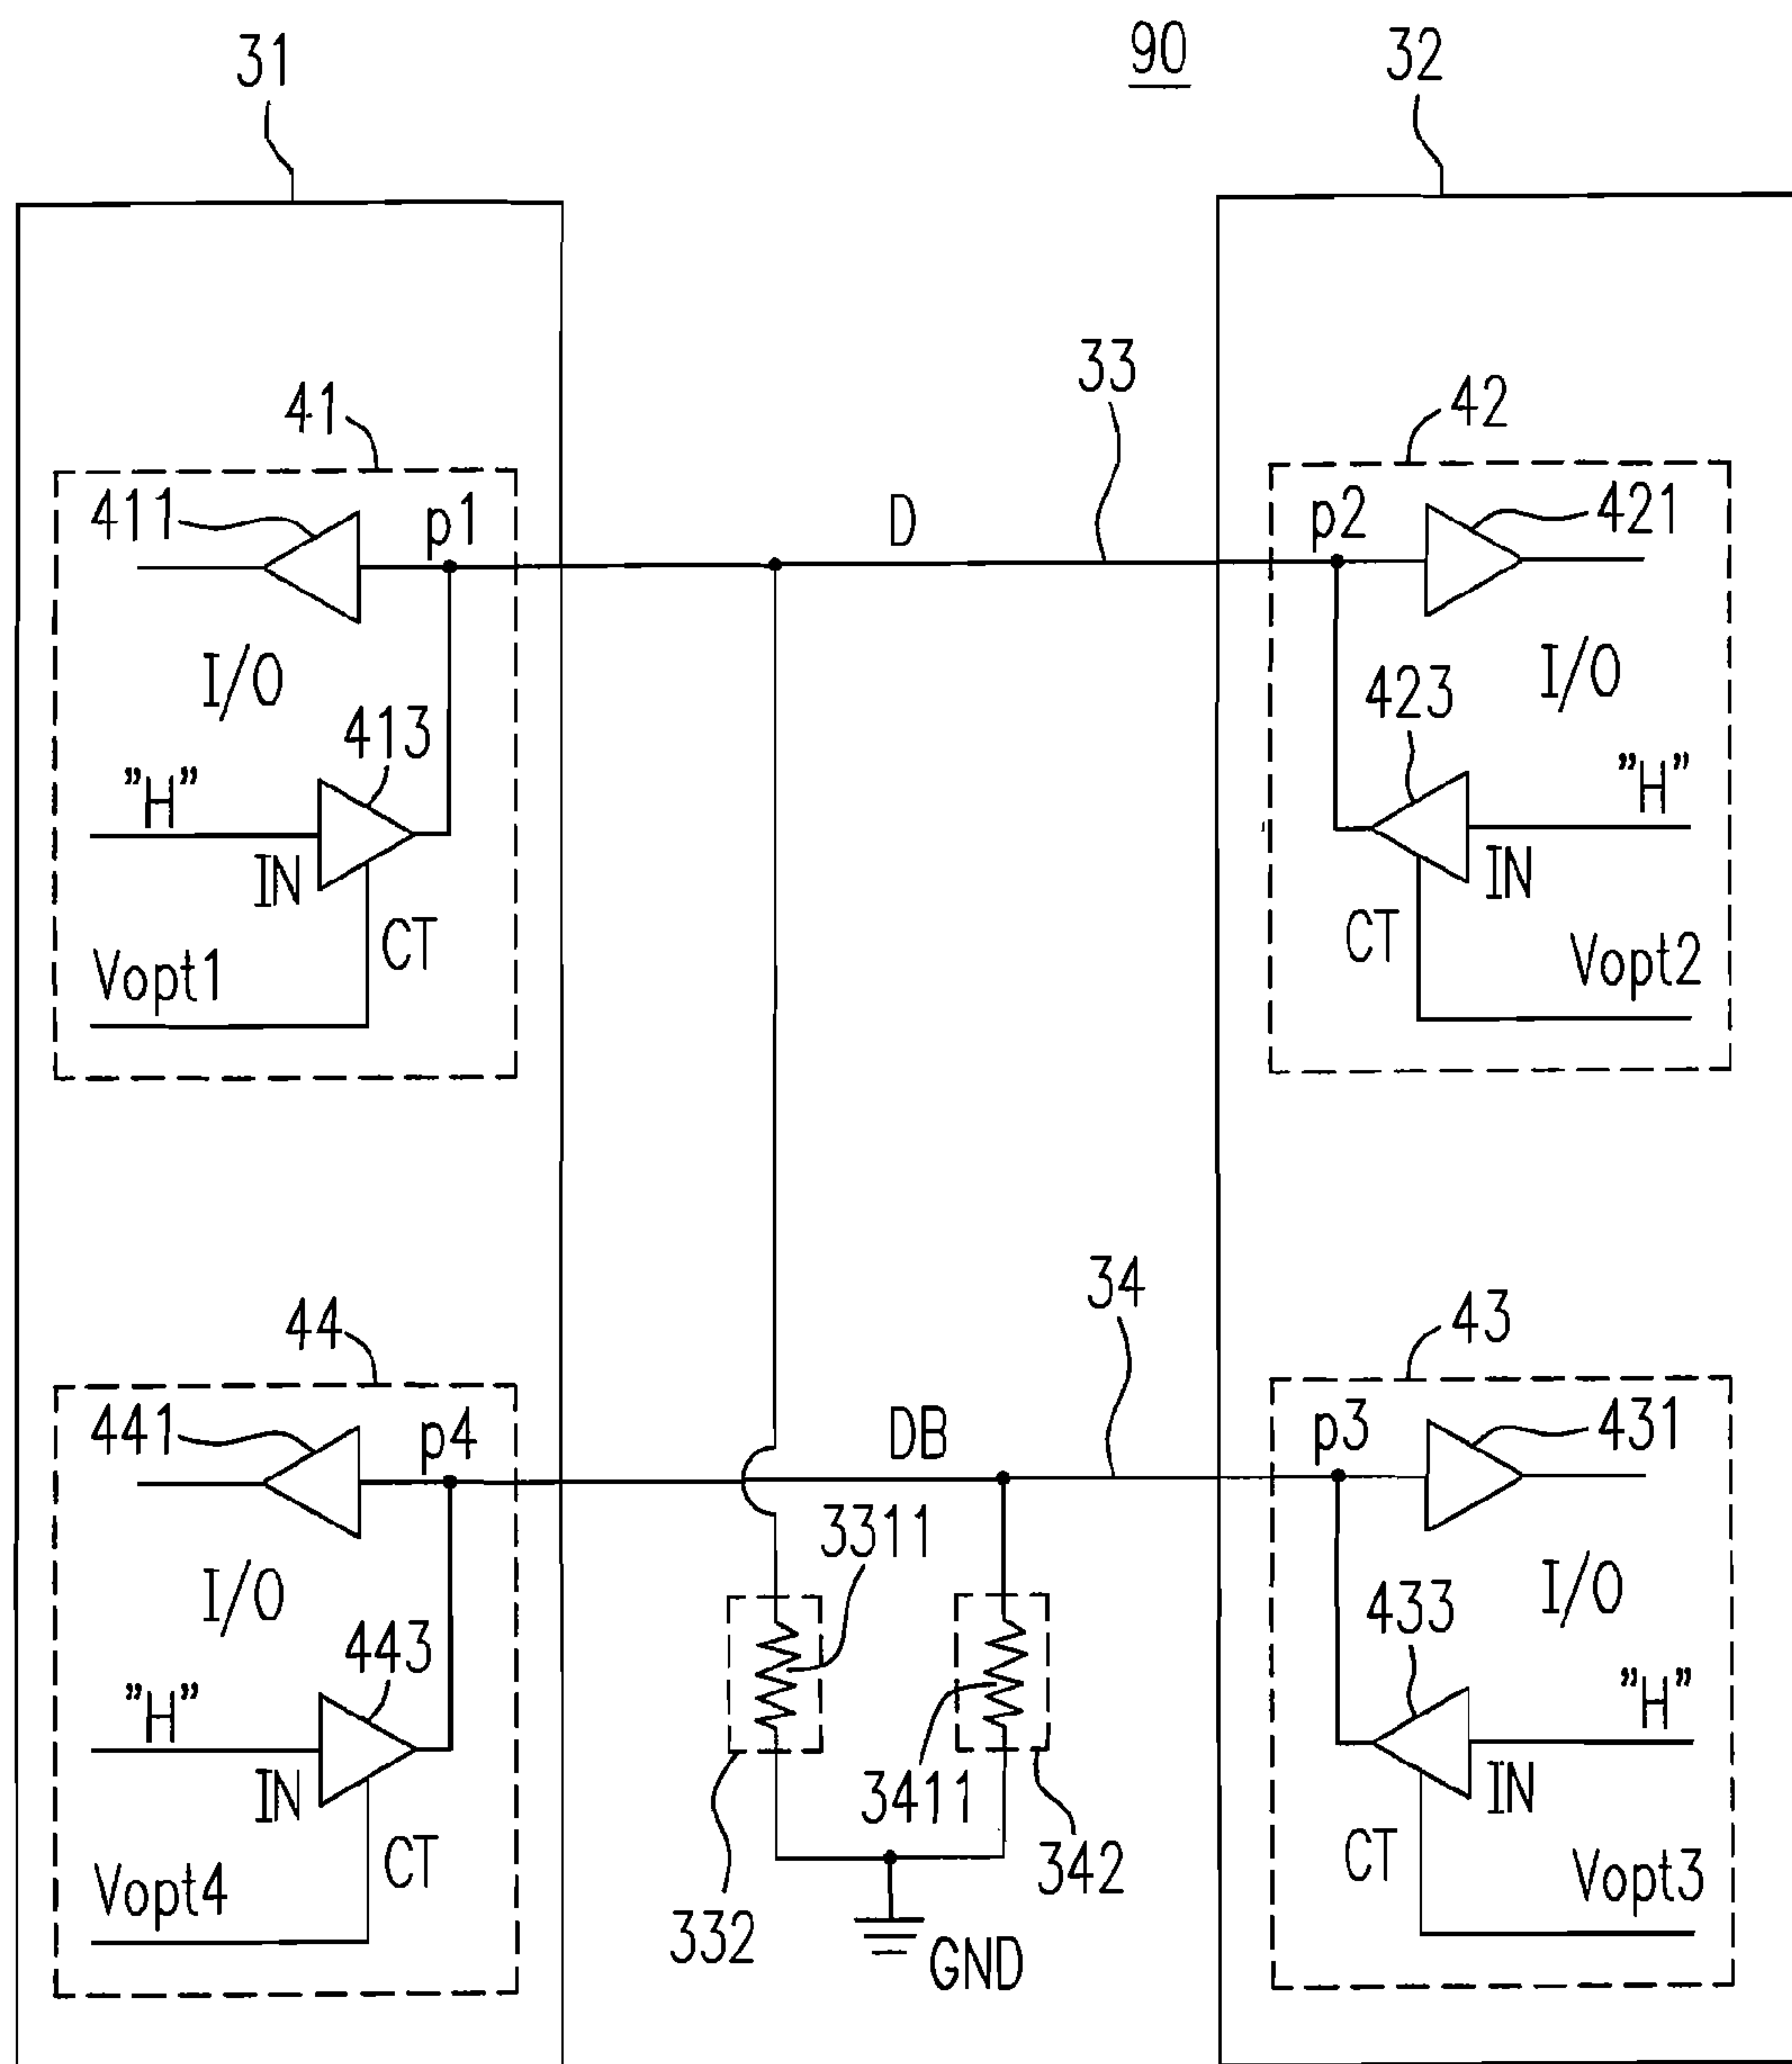 90
31
32
33
41
42
411
p1
D
p2
421
I/O
I/O
413
423
"H"
"H"
IN
IN
CT
CT
Vopt1
Vopt2
34
44
43
441
p4
DB
p3
431
3311
I/O
I/O
443
433
"H"
"H"
IN
3411
IN
CT
342
CT
Vopt4
Vopt3
332
GND